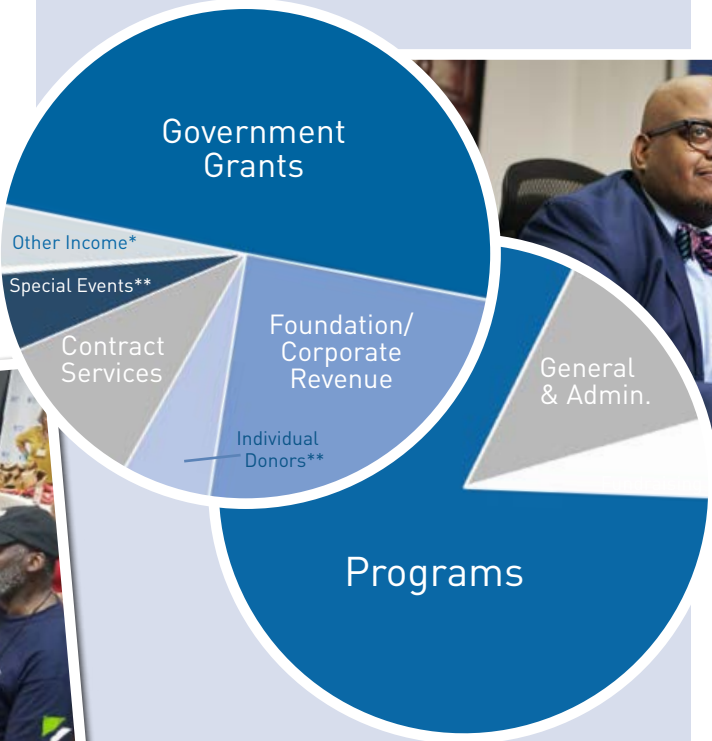 Government
Grants
Other Income*
Special Events**
Contract
Services
Foundation/
Corporate
Revenue
Individual
Donors**
General
& Admin.
Programs